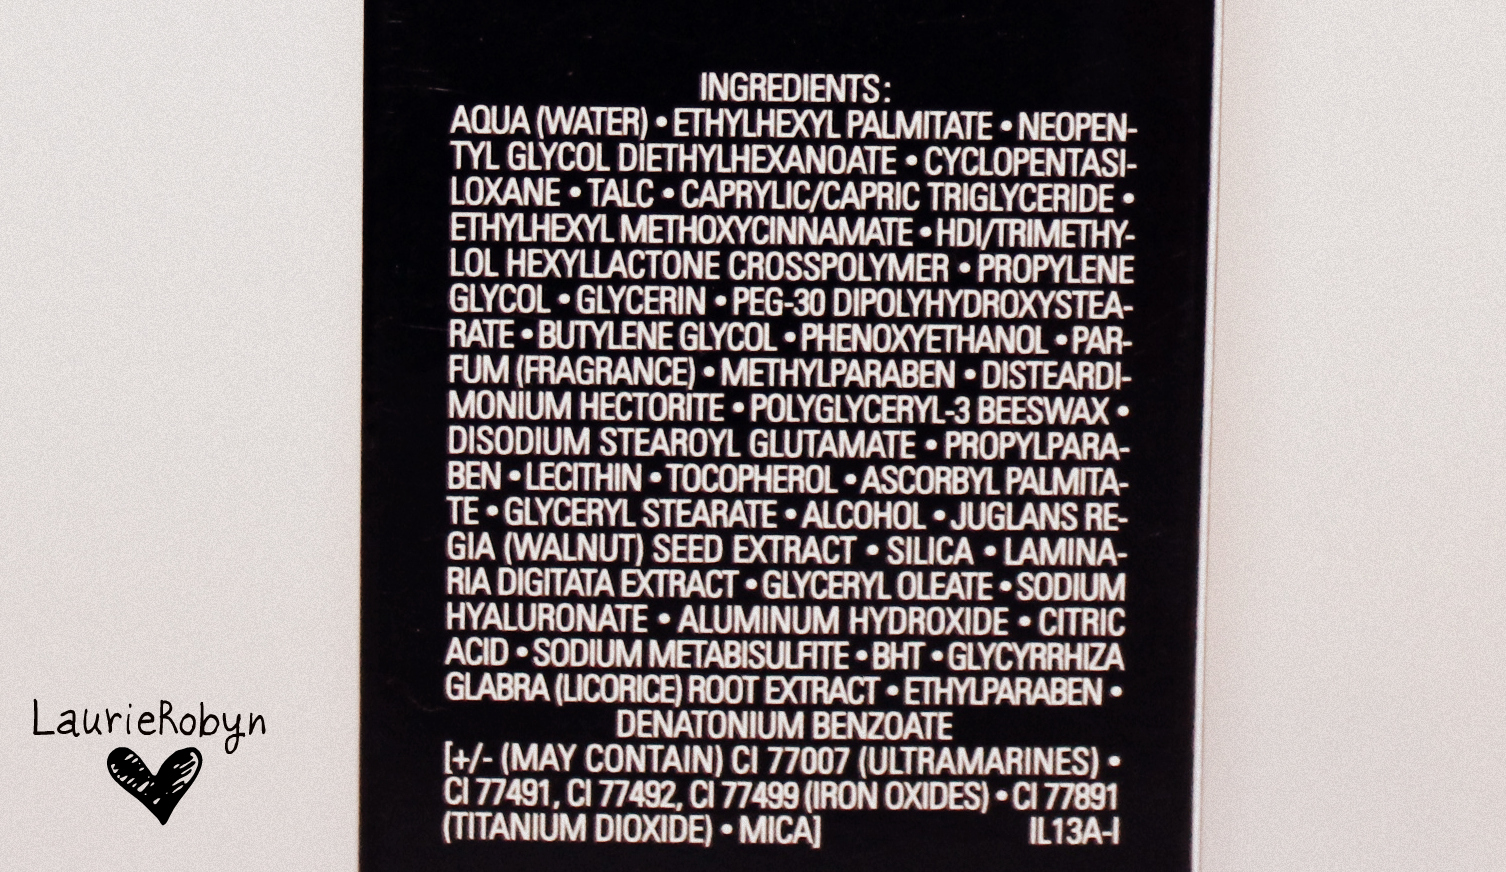 INGREDIENTS:
AQUA (WATER) • ETHYLHEXYL PALMITATE • NEOPEN-
TYL GLYCOL DIETHYLHEXANOATE • CYCLOPENTASI-
LOXANE • TALC • CAPRYLIC/CAPRIC TRIGLYCERIDE •
ETHYLHEXYL METHOXYCINNAMATE • HDI/TRIMETHY-
LOL HEXYLLACTONE CROSSPOLYMER • PROPYLENE
GLYCOL • GLYCERIN • PEG-30 DIPOLYHYDROXYSTEA-
RATE • BUTYLENE GLYCOL • PHENOXYETHANOL • PAR-
FUM (FRAGRANCE) • METHYLPARABEN • DISTEARDI-
MONIUM HECTORITE • POLYGLYCERYL-3 BEESWAX •
DISODIUM STEAROYL GLUTAMATE • PROPYLPARA-
BEN • LECITHIN • TOCOPHEROL • ASCORBYL PALMITA-
TE • GLYCERYL STEARATE • ALCOHOL • JUGLANS RE-
GIA (WALNUT) SEED EXTRACT • SILICA • LAMINA-
RIA DIGITATA EXTRACT • GLYCERYL OLEATE • SODIUM
HYALURONATE • ALUMINUM HYDROXIDE • CITRIC
ACID • SODIUM METABISULFITE • BHT • GLYCYRRHIZA
GLABRA (LICORICE) ROOT EXTRACT • ETHYLPARABEN •
DENATONIUM BENZOATE
[+/- (MAY CONTAIN) CI 77007 (ULTRAMARINES) •
CI 77491, CI 77492, CI 77499 (IRON OXIDES) • CI 77891
(TITANIUM DIOXIDE) • MICA] IL13A-I
LaurieRobyn